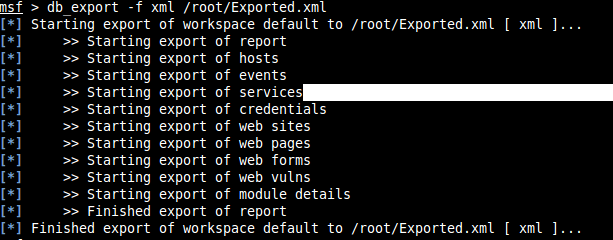 msf > db_export -f xml /root/Exported.xml
[*] Starting export of workspace default to /root/Exported.xml [ xml ]...
[*]     >> Starting export of report
[*]     >> Starting export of hosts
[*]     >> Starting export of events
[*]     >> Starting export of services
[*]     >> Starting export of credentials
[*]     >> Starting export of web sites
[*]     >> Starting export of web pages
[*]     >> Starting export of web forms
[*]     >> Starting export of web vulns
[*]     >> Starting export of module details
[*]     >> Finished export of report
[*] Finished export of workspace default to /root/Exported.xml [ xml ]...